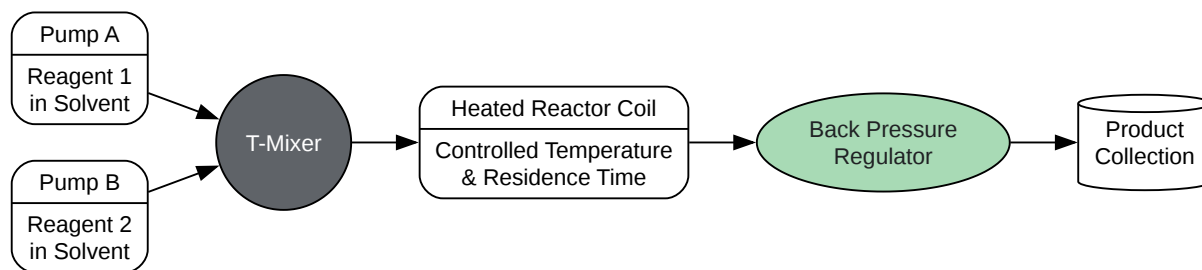 Pump A
Reagent 1
in Solvent
Pump B
Reagent 2
in Solvent
T-Mixer
Heated Reactor Coil
Controlled Temperature
& Residence Time
Back Pressure
Regulator
Product
Collection